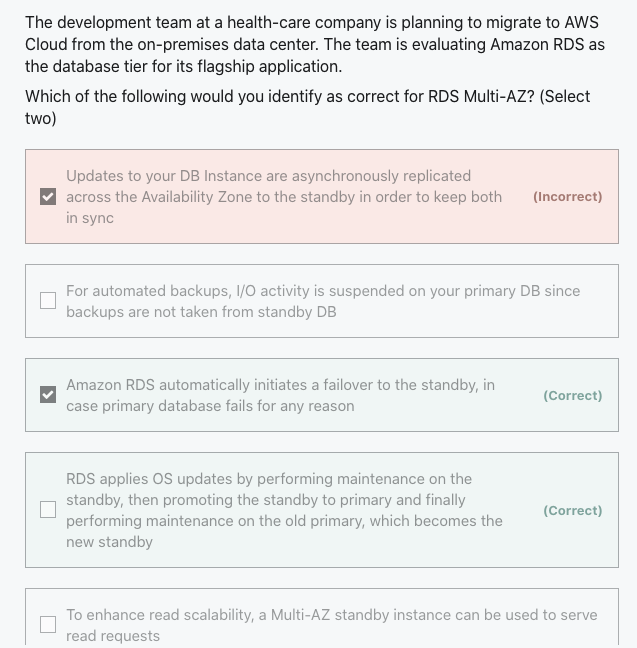 The development team at a health-care company is planning to migrate to AWS
Cloud from the on-premises data center. The team is evaluating Amazon RDS as
the database tier for its flagship application.
Which of the following would you identify as correct for RDS Multi-AZ? (Select
two)
Updates to your DB Instance are asynchronously replicated
across the Availability Zone to the standby in order to keep both
in sync
(Incorrect)
For automated backups, I/O activity is suspended on your primary DB since
backups are not taken from standby DB
Amazon RDS automatically initiates a failover to the standby, in
case primary database fails for any reason
(Correct)
RDS applies OS updates by performing maintenance on the
standby, then promoting the standby to primary and finally
performing maintenance on the old primary, which becomes the
new standby
(Correct)
To enhance read scalability, a Multi-AZ standby instance can be used to serve
read requests